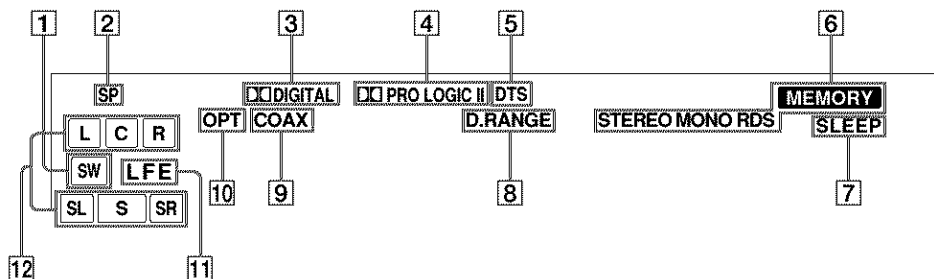 1 2 3 4 5 6
SP DIGITAL PRO LOGIC II DTS MEMORY
OPT COAX D.RANGE STEREO MONO RDS SLEEP
L C R
SW LFE
10 9 8 7
SL S SR
12 11